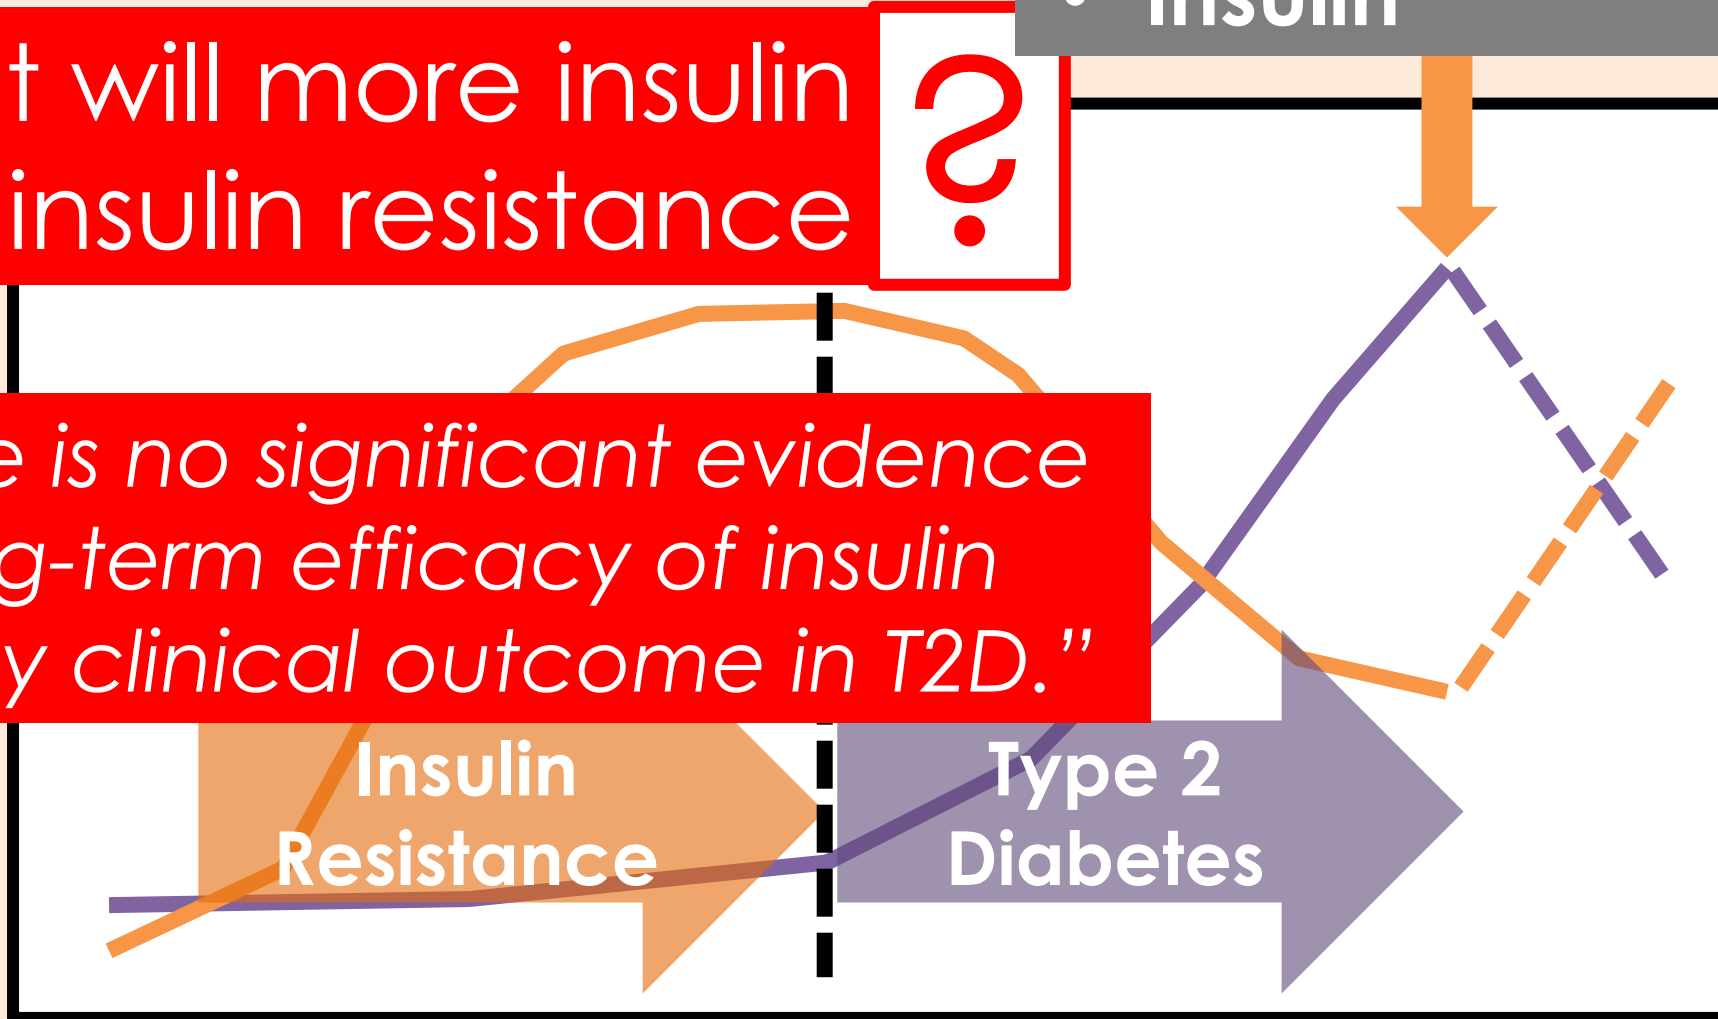 t will more insulin
?
• Insulin
insulin resistance
e is no significant evidence
g-term efficacy of insulin
y clinical outcome in T2D.”
Insulin
Resistance
Type 2
Diabetes